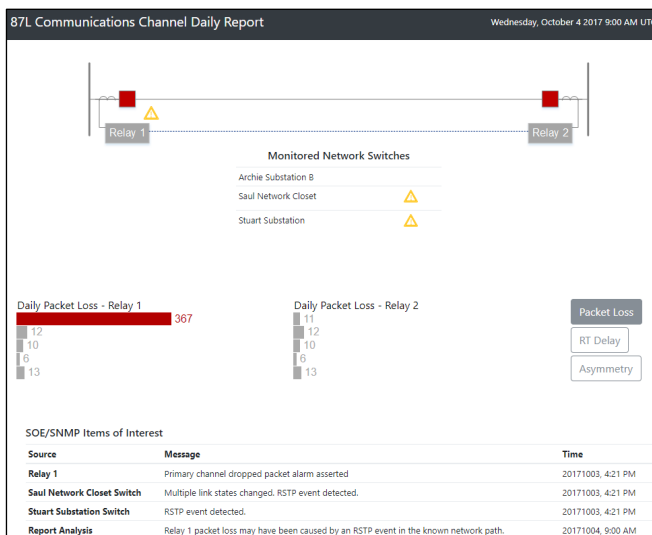 87L Communications Channel Daily Report
Wednesday, October 4 2017 9:00 AM UTC
Relay 1
Relay 2
Monitored Network Switches
Archie Substation B
Saul Network Closet
Stuart Substation
Daily Packet Loss - Relay 1
367
12
10
6
13
Daily Packet Loss - Relay 2
11
12
10
6
13
Packet Loss
RT Delay
Asymmetry
SOE/SNMP Items of Interest
Source Message Time
Relay 1 Primary channel dropped packet alarm asserted 20171003, 4:21 PM
Saul Network Closet Switch Multiple link states changed. RSTP event detected. 20171003, 4:21 PM
Stuart Substation Switch RSTP event detected. 20171003, 4:21 PM
Report Analysis Relay 1 packet loss may have been caused by an RSTP event in the known network path. 20171004, 9:00 AM